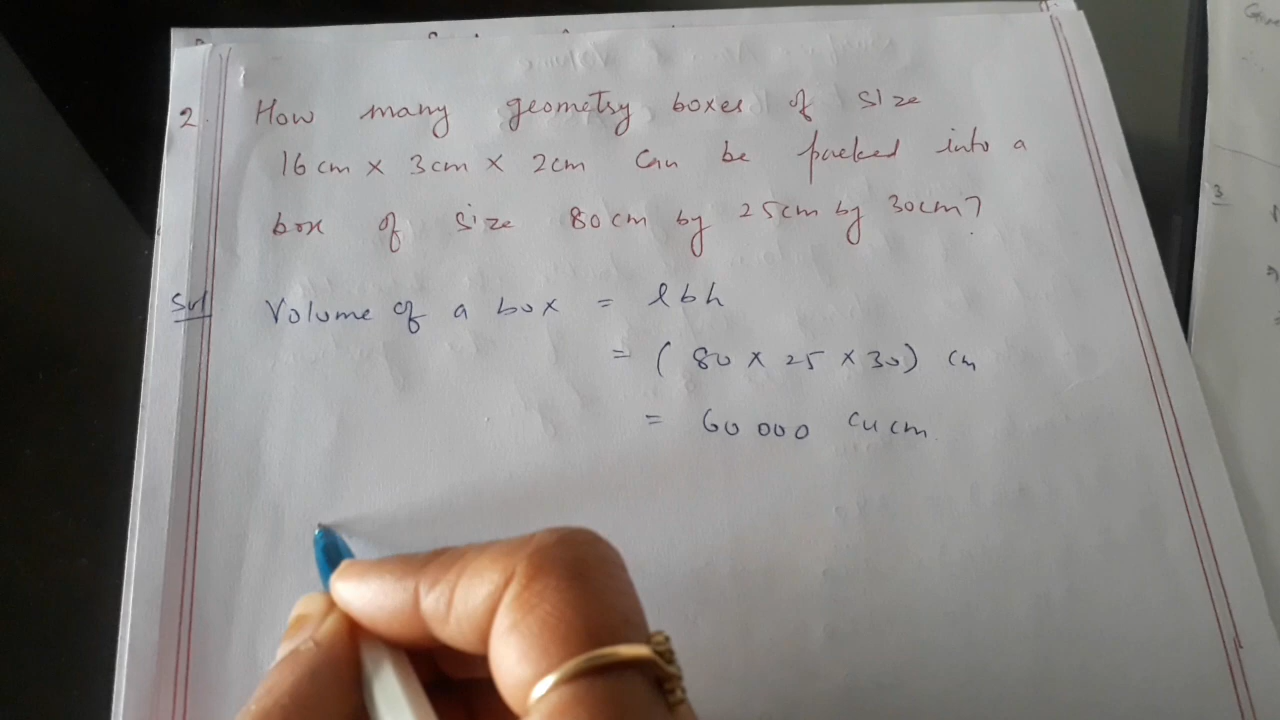 2. How many geometry boxes of size
16 cm x 3 cm x 2 cm can be packed into a
box of size 80 cm by 25 cm by 30 cm?
Sol Volume of a box = lbh
= (80 x 25 x 30) cm
= 60 000 cu cm.
3